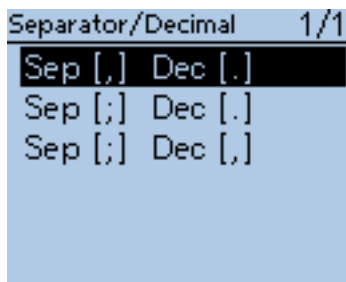 Separator/Decimal 1/1
Sep [,] Dec [.]
Sep [;] Dec [.]
Sep [;] Dec [,]